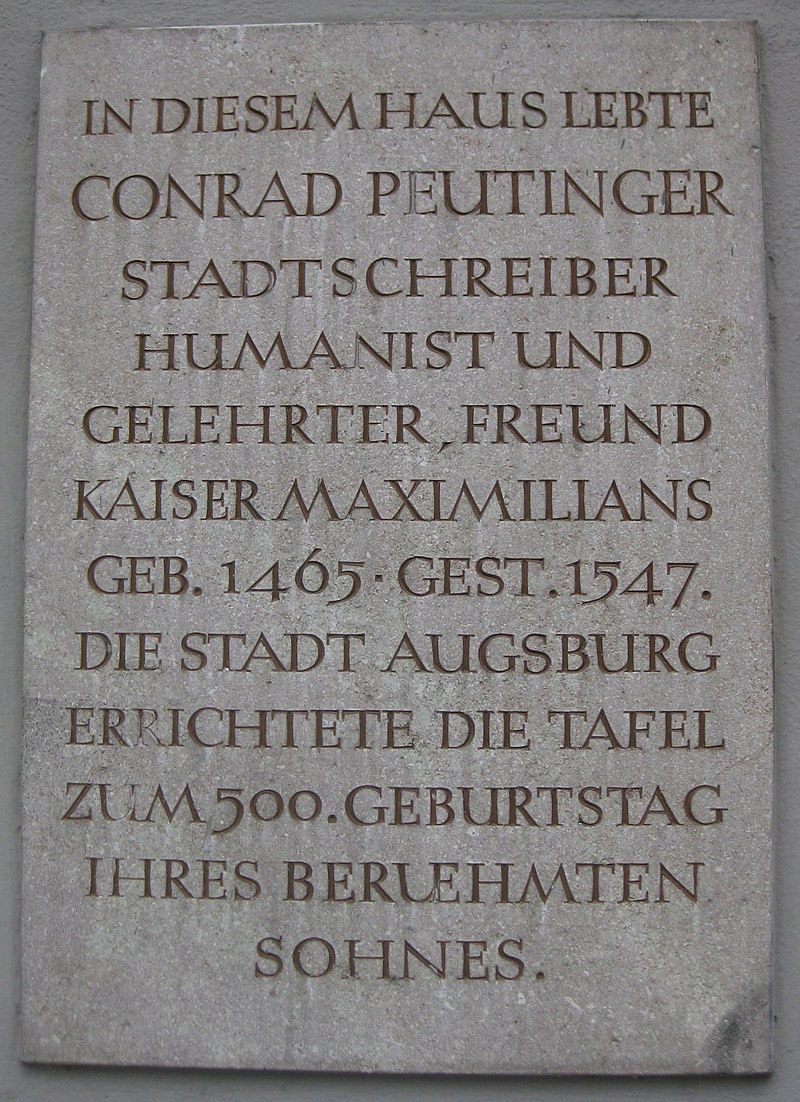 IN DIESEM HAUS LEBTE
CONRAD PEUTINGER
STADTSCHREIBER
HUMANIST UND
GELEHRTER, FREUND
KAISER MAXIMILIANS
GEB. 1465 · GEST. 1547.
DIE STADT AUGSBURG
ERRICHTETE DIE TAFEL
ZUM 500. GEBURTSTAG
IHRES BERUEHMTEN
SOHNES.